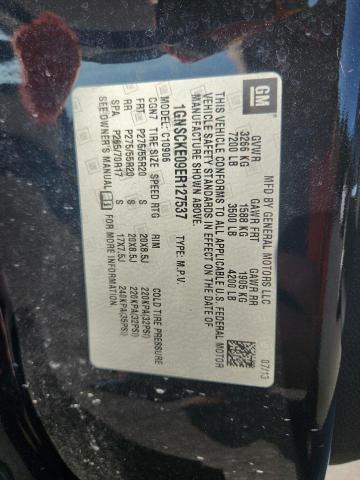 GM
MFD BY GENERAL MOTORS LLC
07/13
GVWR GAWR FRT GAWR RR
3266 KG 1588 KG 1905 KG
7200 LB 3500 LB 4200 LB
THIS VEHICLE CONFORMS TO ALL APPLICABLE U.S. FEDERAL MOTOR
VEHICLE SAFETY STANDARDS IN EFFECT ON THE DATE OF
MANUFACTURE SHOWN ABOVE.
1GNSCKE09ER127537 TYPE: M.P.V.
MODEL: C10906
CON7 TIRE SIZE SPEED RTG RIM COLD TIRE PRESSURE
FRT P275/55R20 S 20X8.5J 220KPA(32PSI)
RR P275/55R20 S 20X8.5J 220KPA(32PSI)
SPA P265/70R17 S 17X7.5J 240KPA(35PSI)
SEE OWNER'S MANUAL FOR MORE INFORMATION.